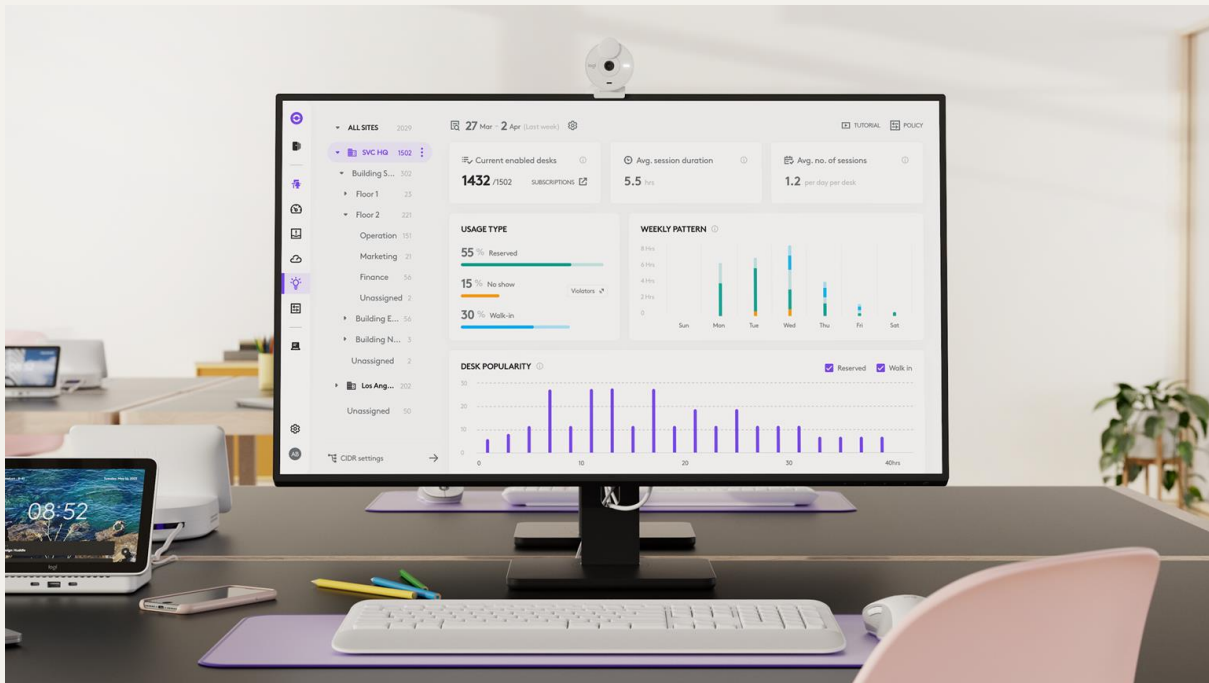 ALL SITES 2029
SVC HQ 1502
Building S... 302
Floor 1 23
Floor 2 221
Operation 151
Marketing 21
Finance 56
Unassigned 2
Building E... 56
Building N... 3
Unassigned 2
Los Ang... 202
Unassigned 50
CIDR settings
AB
27 Mar - 2 Apr (Last week)
TUTORIAL
POLICY
Current enabled desks
1432 /1502
SUBSCRIPTIONS
Avg. session duration
5.5 hrs
Avg. no. of sessions
1.2 per day per desk
USAGE TYPE
55 % Reserved
15 % No show
Violators
30 % Walk-in
WEEKLY PATTERN
8 Hrs
6 Hrs
4 Hrs
2 Hrs
0
Sun Mon Tue Wed Thu Fri Sat
DESK POPULARITY
Reserved
Walk in
50
20
10
0
0 10 20 30 40hrs
08:52
logi